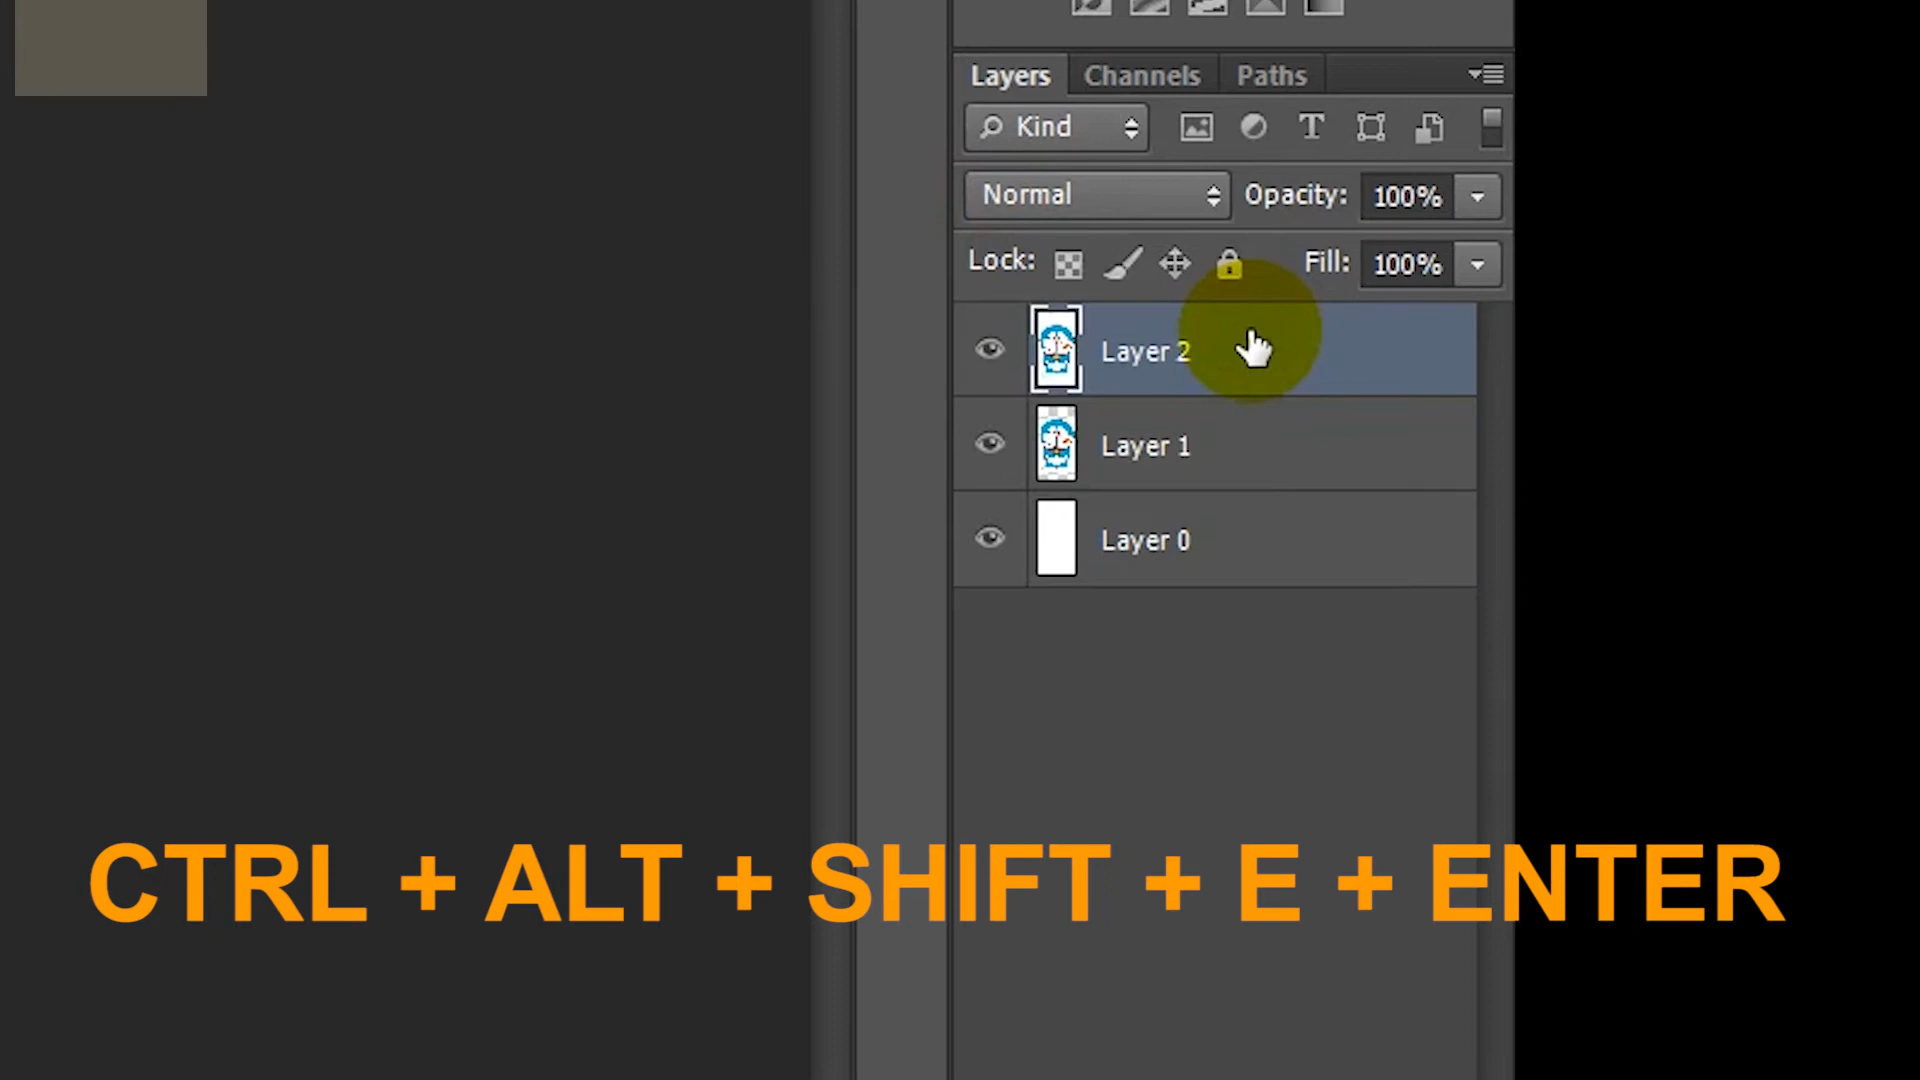 Layers Channels Paths
Kind T
Normal Opacity: 100%
Lock: Fill: 100%
Layer 2
Layer 1
Layer 0
CTRL + ALT + SHIFT + E + ENTER